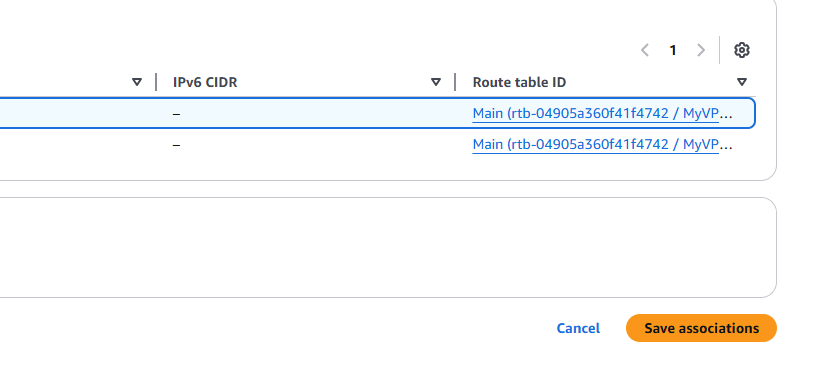 1
IPv6 CIDR Route table ID
– Main (rtb-04905a360f41f4742 / MyVP...
– Main (rtb-04905a360f41f4742 / MyVP...
Cancel Save associations